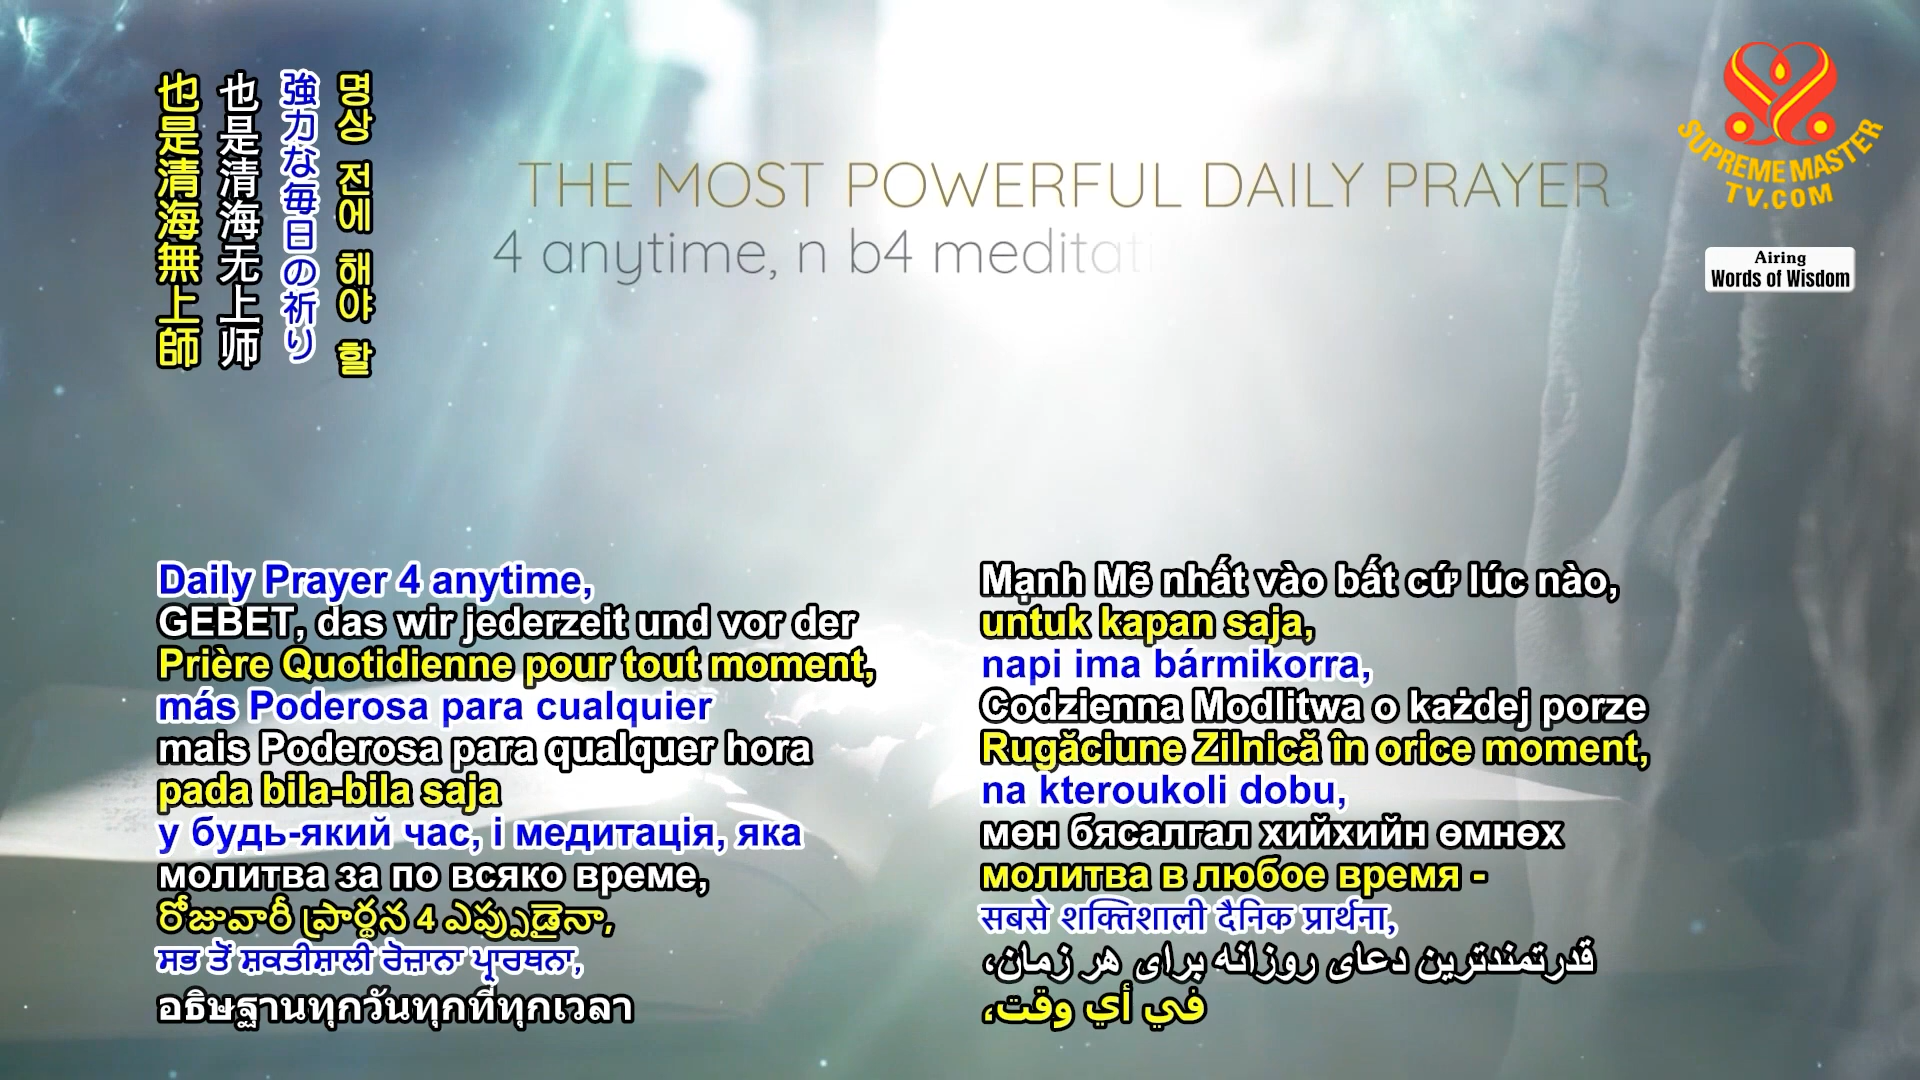 也是清海無上師
也是清海无上师
強力な毎日の祈り
명상 전에 해야 할
THE MOST POWERFUL DAILY PRAYER
4 anytime, n b4 meditati
SUPREME MASTER
TV.COM
Airing
Words of Wisdom
Daily Prayer 4 anytime,
GEBET, das wir jederzeit und vor der
Prière Quotidienne pour tout moment,
más Poderosa para cualquier
mais Poderosa para qualquer hora
pada bila-bila saja
у будь-який час, і медитація, яка
молитва за по всяко време,
రోజువారీ ప్రార్థన 4 ఎప్పుడైనా,
ਸਭ ਤੋਂ ਸ਼ਕਤੀਸ਼ਾਲੀ ਰੋਜ਼ਾਨਾ ਪ੍ਰਾਰਥਨਾ,
อธิษฐานทุกวันทุกที่ทุกเวลา
Mạnh Mẽ nhất vào bất cứ lúc nào,
untuk kapan saja,
napi ima bármikorra,
Codzienna Modlitwa o każdej porze
Rugăciune Zilnică în orice moment,
na kteroukoli dobu,
мөн бясалгал хийхийн өмнөх
молитва в любое время -
सबसे शक्तिशाली दैनिक प्रार्थना,
قدرتمندترین دعای روزانه برای هر زمان،
في أي وقت،